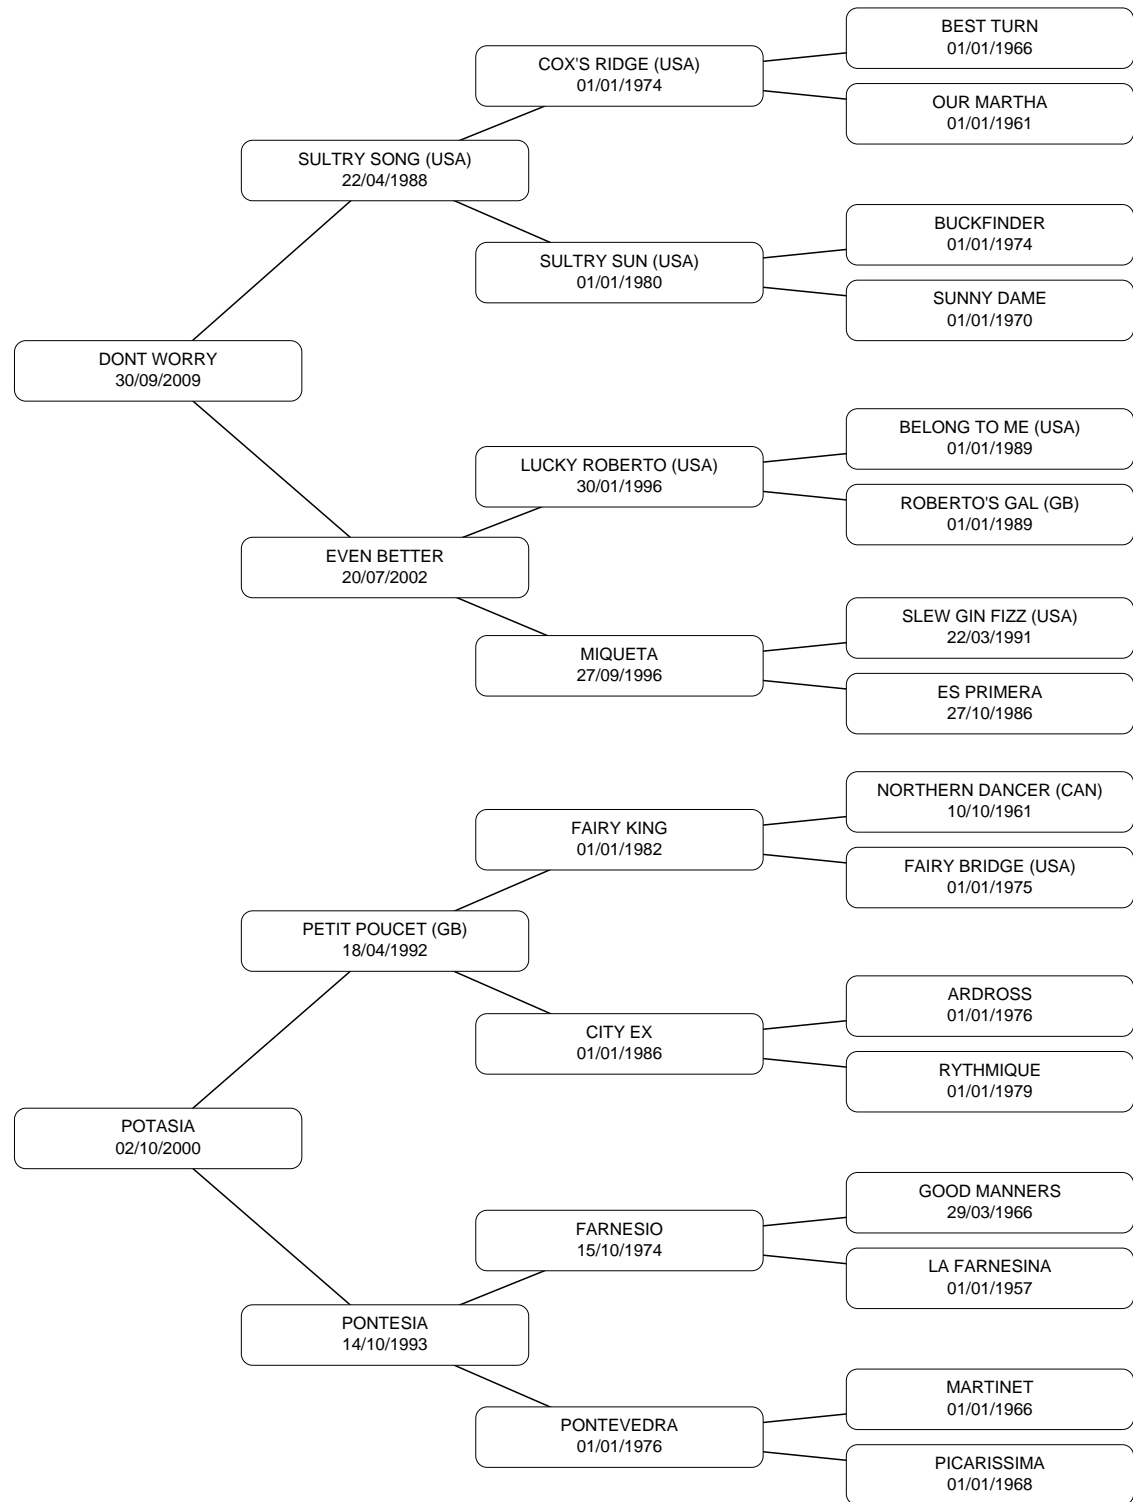 BEST TURN
01/01/1966
COX'S RIDGE (USA)
01/01/1974
OUR MARTHA
01/01/1961
SULTRY SONG (USA)
22/04/1988
BUCKFINDER
01/01/1974
SULTRY SUN (USA)
01/01/1980
SUNNY DAME
01/01/1970
DONT WORRY
30/09/2009
BELONG TO ME (USA)
01/01/1989
LUCKY ROBERTO (USA)
30/01/1996
ROBERTO'S GAL (GB)
01/01/1989
EVEN BETTER
20/07/2002
SLEW GIN FIZZ (USA)
22/03/1991
MIQUETA
27/09/1996
ES PRIMERA
27/10/1986
NORTHERN DANCER (CAN)
10/10/1961
FAIRY KING
01/01/1982
FAIRY BRIDGE (USA)
01/01/1975
PETIT POUCET (GB)
18/04/1992
ARDROSS
01/01/1976
CITY EX
01/01/1986
RYTHMIQUE
01/01/1979
POTASIA
02/10/2000
GOOD MANNERS
29/03/1966
FARNESIO
15/10/1974
LA FARNESINA
01/01/1957
PONTESIA
14/10/1993
MARTINET
01/01/1966
PONTEVEDRA
01/01/1976
PICARISSIMA
01/01/1968